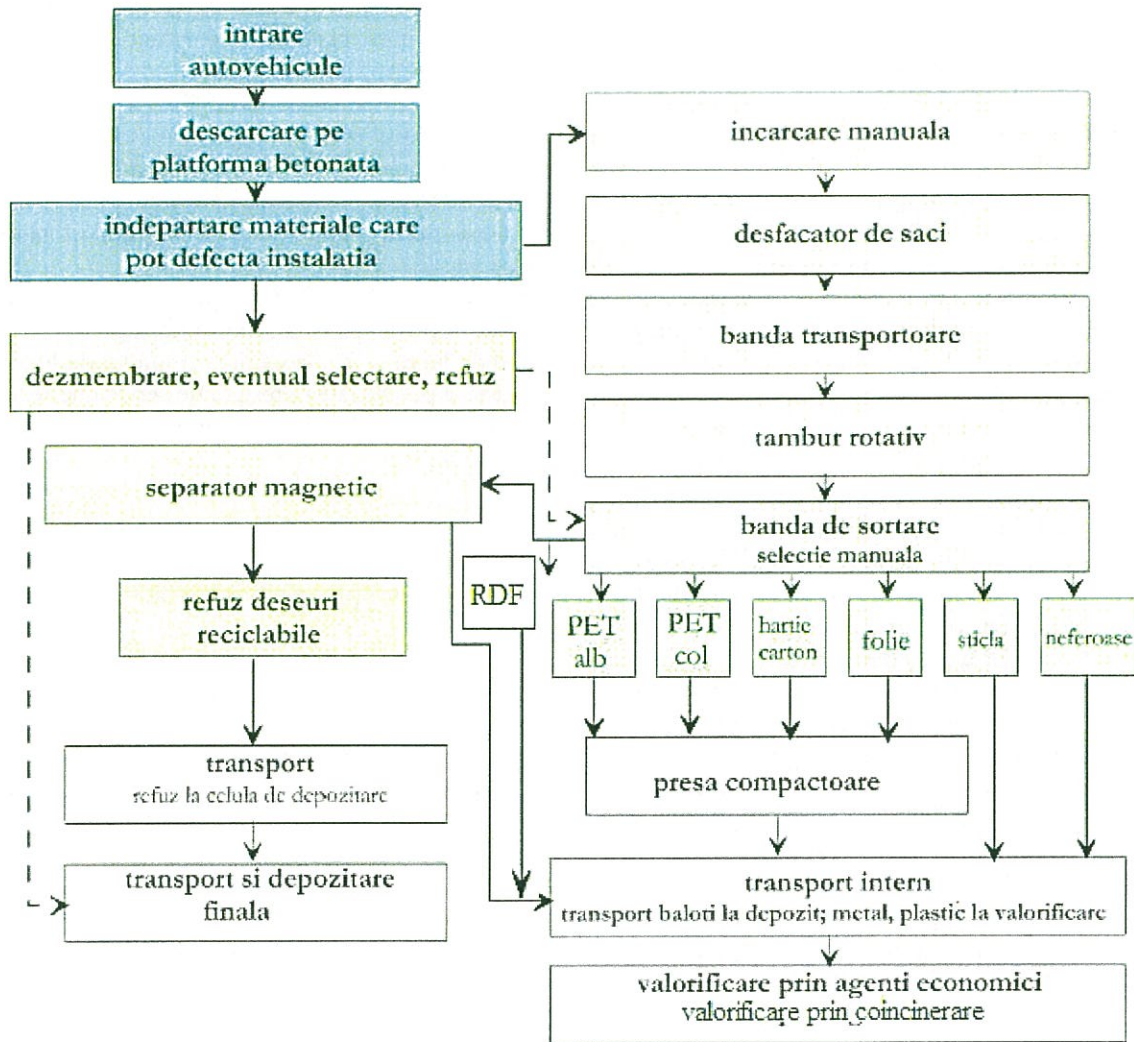 intrare
autovehicule
descarcare pe
platforma betonata
indepartare materiale care
pot defecta instalatia
dezmembrare, eventual selectare, refuz
separator magnetic
refuz deseuri
reciclabile
transport
refuz la celula de depozitare
transport si depozitare
finala
incarcare manuala
desfacator de saci
banda transportoare
tambur rotativ
banda de sortare
selectie manuala
RDF
PET
alb
PET
col
hartie
carton
folie
sticla
neferoase
presa compactoare
transport intern
transport baloti la depozit; metal, plastic la valorificare
valorificare prin agenti economici
valorificare prin coincinerare